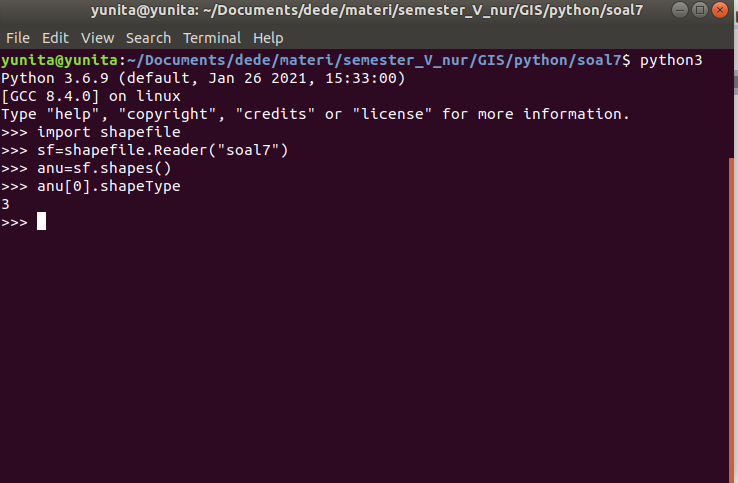 yunita@yunita: ~/Documents/dede/materi/semester_V_nur/GIS/python/soal7
File Edit View Search Terminal Help
yunita@yunita:~/Documents/dede/materi/semester_V_nur/GIS/python/soal7$ python3
Python 3.6.9 (default, Jan 26 2021, 15:33:00)
[GCC 8.4.0] on linux
Type "help", "copyright", "credits" or "license" for more information.
>>> import shapefile
>>> sf=shapefile.Reader("soal7")
>>> anu=sf.shapes()
>>> anu[0].shapeType
3
>>>